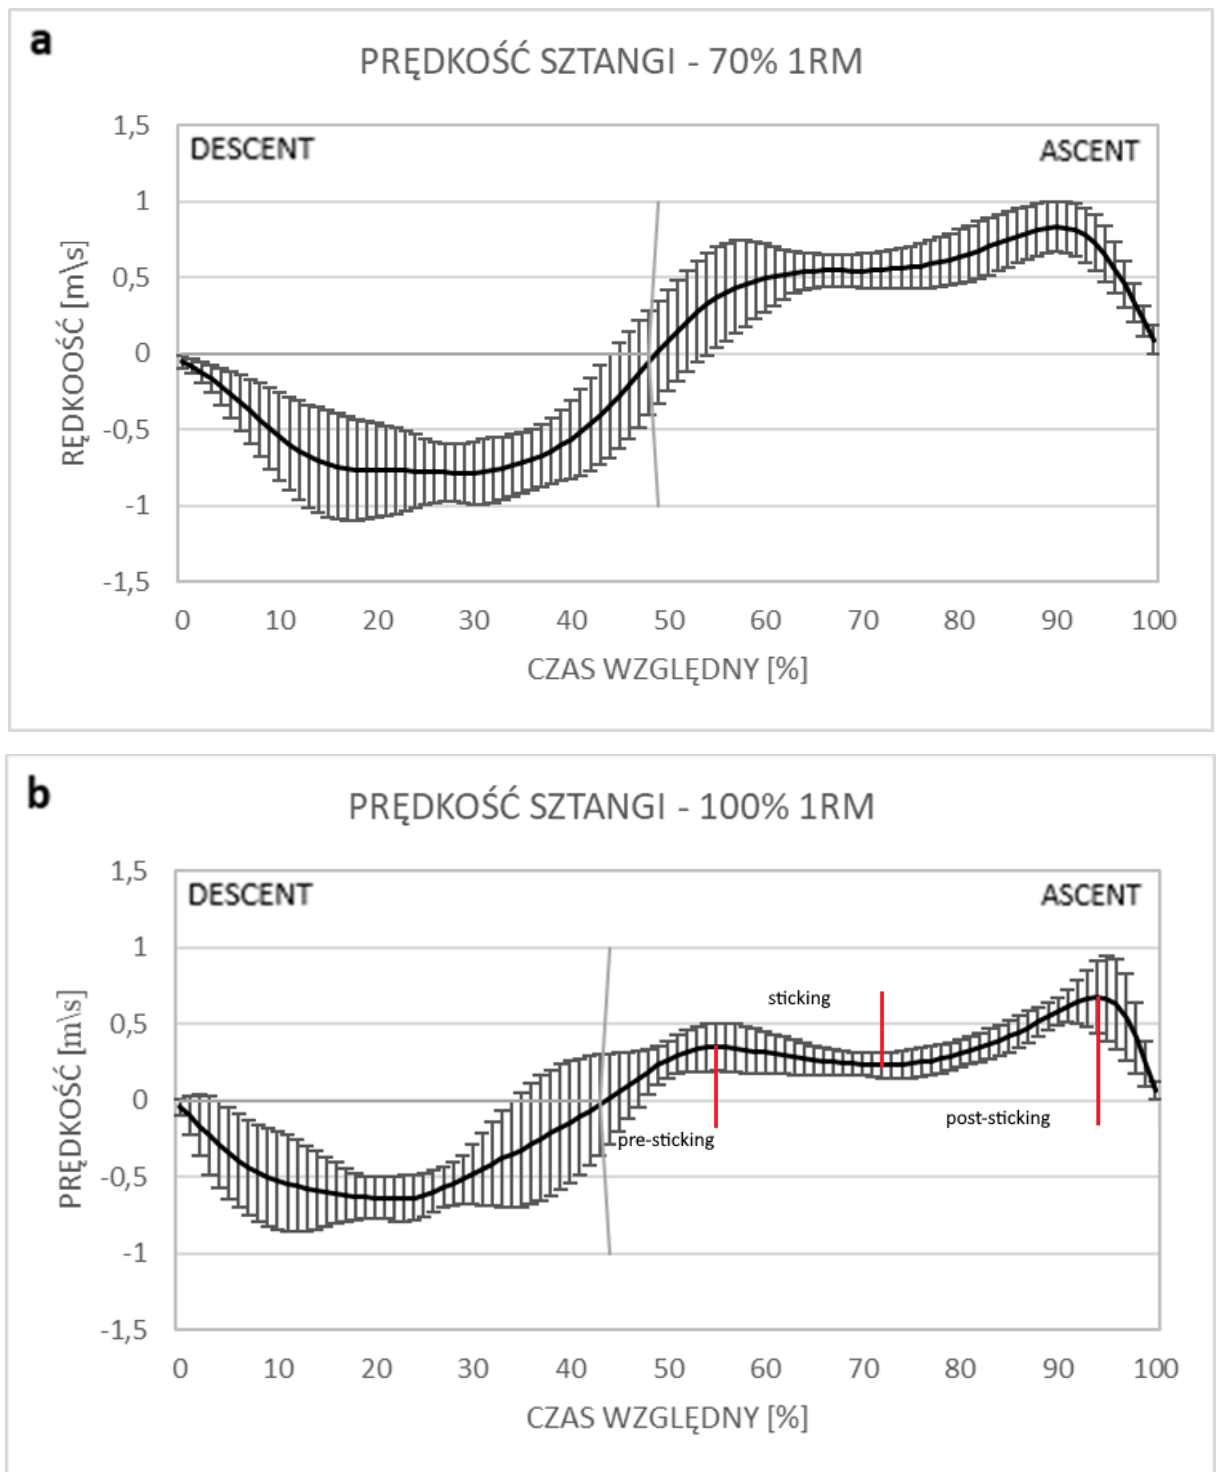 a
PRĘDKOŚĆ SZTANGI - 70% 1RM
1,5
DESCENT
ASCENT
1
0,5
0
-0,5
-1
-1,5
RĘDKOOŚĆ [m\s]
0 10 20 30 40 50 60 70 80 90 100
CZAS WZGLĘDNY [%]
b
PRĘDKOŚĆ SZTANGI - 100% 1RM
1,5
DESCENT
ASCENT
1
sticking
0,5
0
post-sticking
pre-sticking
-0,5
-1
-1,5
PRĘDKOŚĆ [m\s]
0 10 20 30 40 50 60 70 80 90 100
CZAS WZGLĘDNY [%]